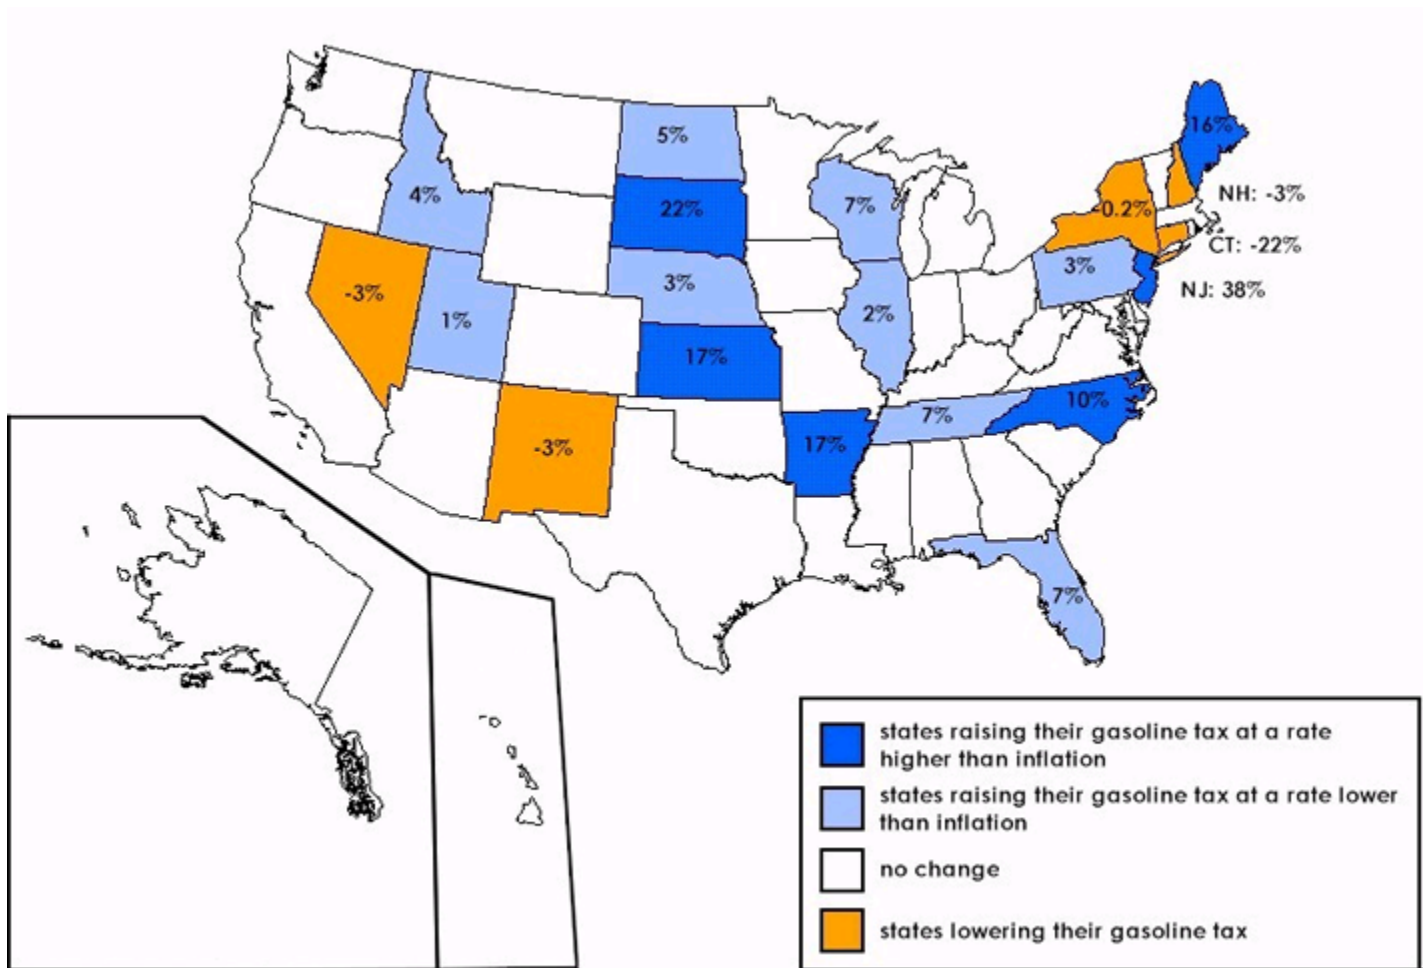 16%
5%
4%
22%
7%
-0.2%
NH: -3%
CT: -22%
3%
NJ: 38%
-3%
1%
3%
2%
17%
10%
7%
17%
-3%
7%
states raising their gasoline tax at a rate
higher than inflation
states raising their gasoline tax at a rate lower
than inflation
no change
states lowering their gasoline tax